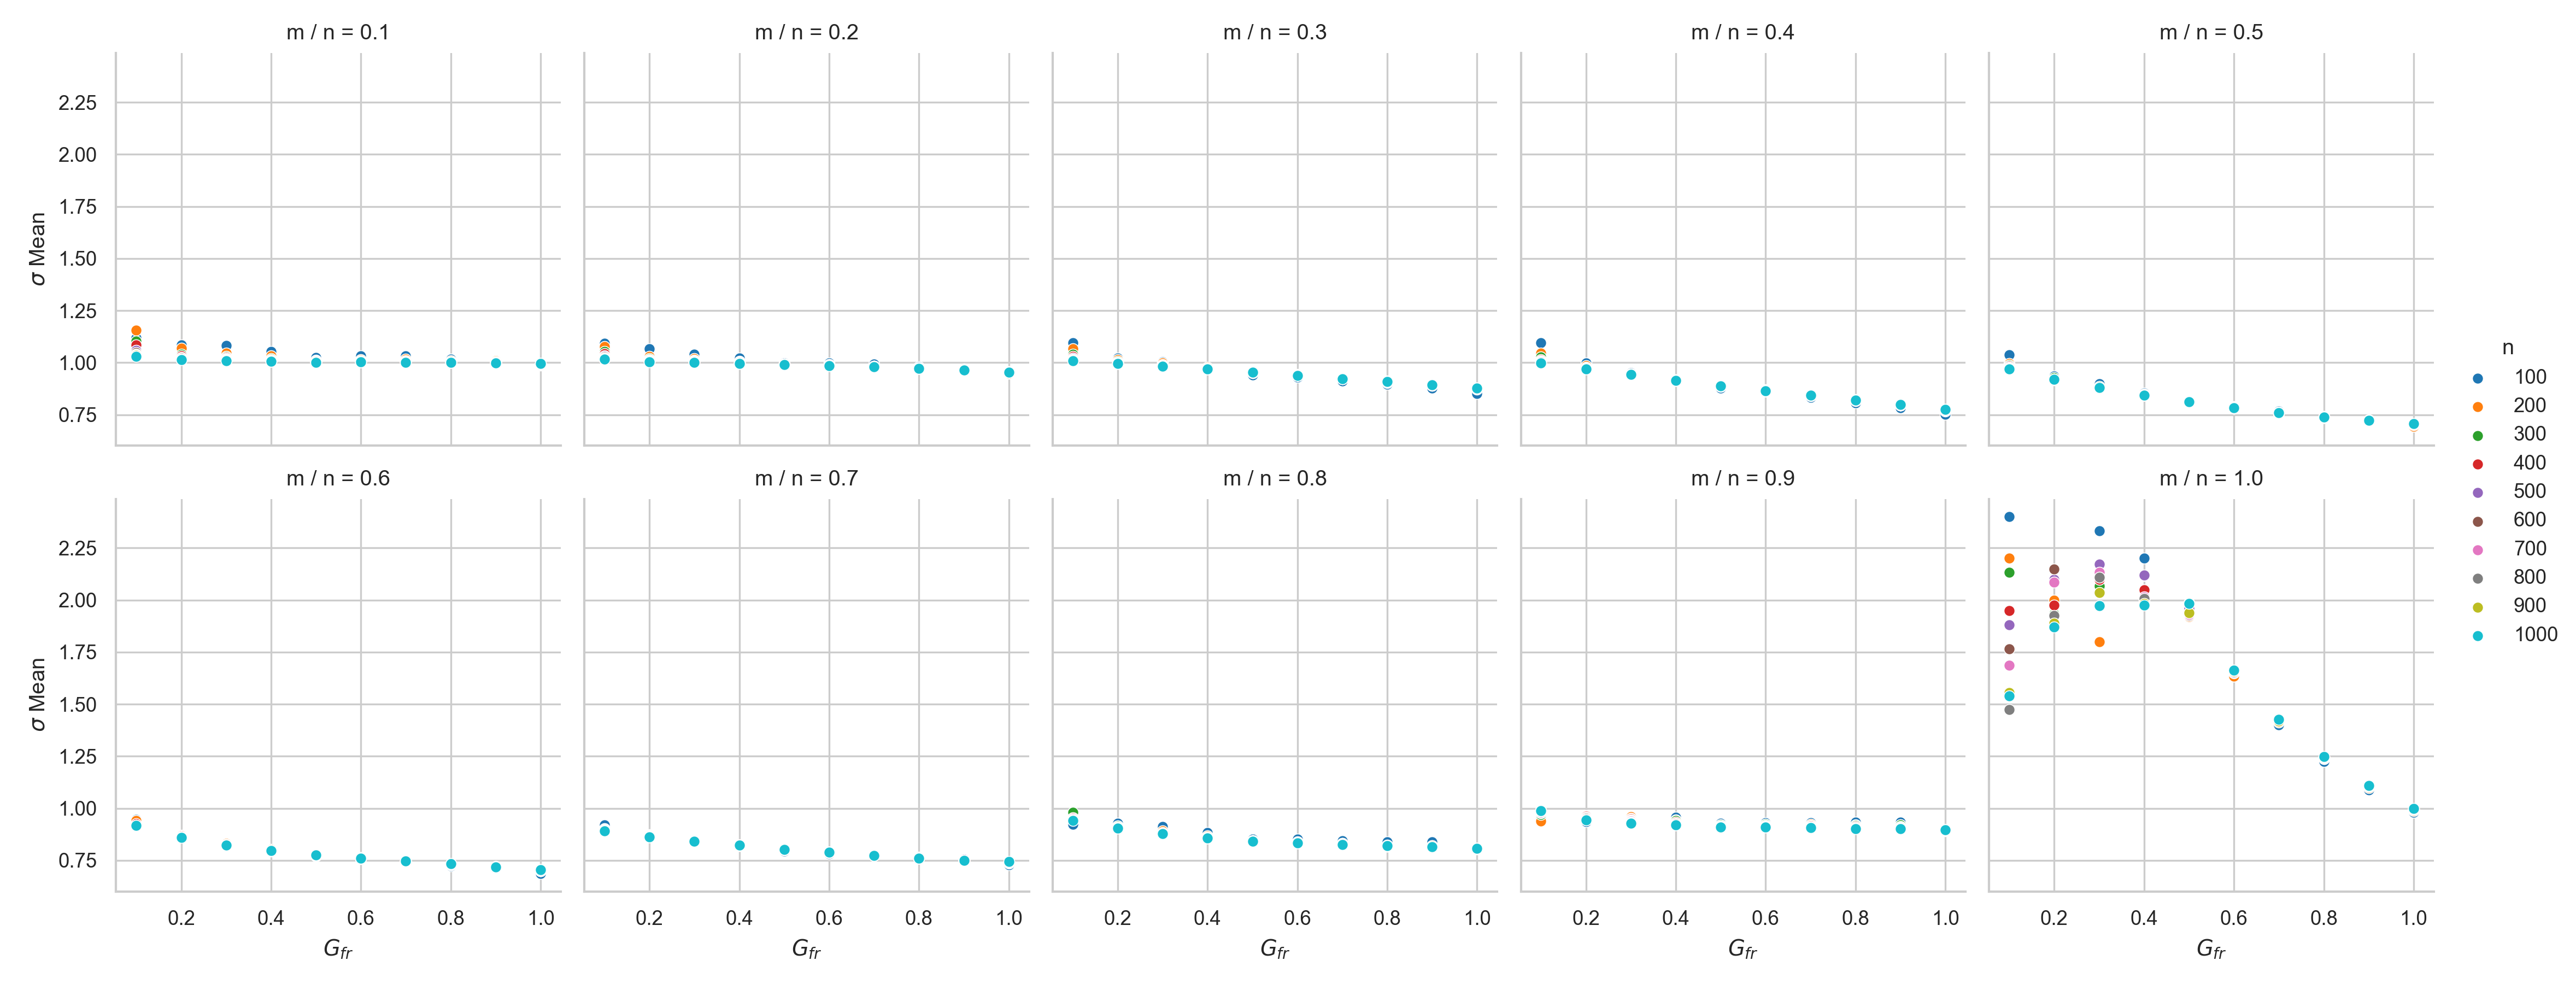 m / n = 0.1
m / n = 0.2
m / n = 0.3
m / n = 0.4
m / n = 0.5
2.25
2.00
1.75
1.50
1.25
1.00
0.75
σ Mean
m / n = 0.6
m / n = 0.7
m / n = 0.8
m / n = 0.9
m / n = 1.0
2.25
2.00
1.75
1.50
1.25
1.00
0.75
σ Mean
0.2 0.4 0.6 0.8 1.0
0.2 0.4 0.6 0.8 1.0
0.2 0.4 0.6 0.8 1.0
0.2 0.4 0.6 0.8 1.0
0.2 0.4 0.6 0.8 1.0
G_fr
G_fr
G_fr
G_fr
G_fr
n
100
200
300
400
500
600
700
800
900
1000